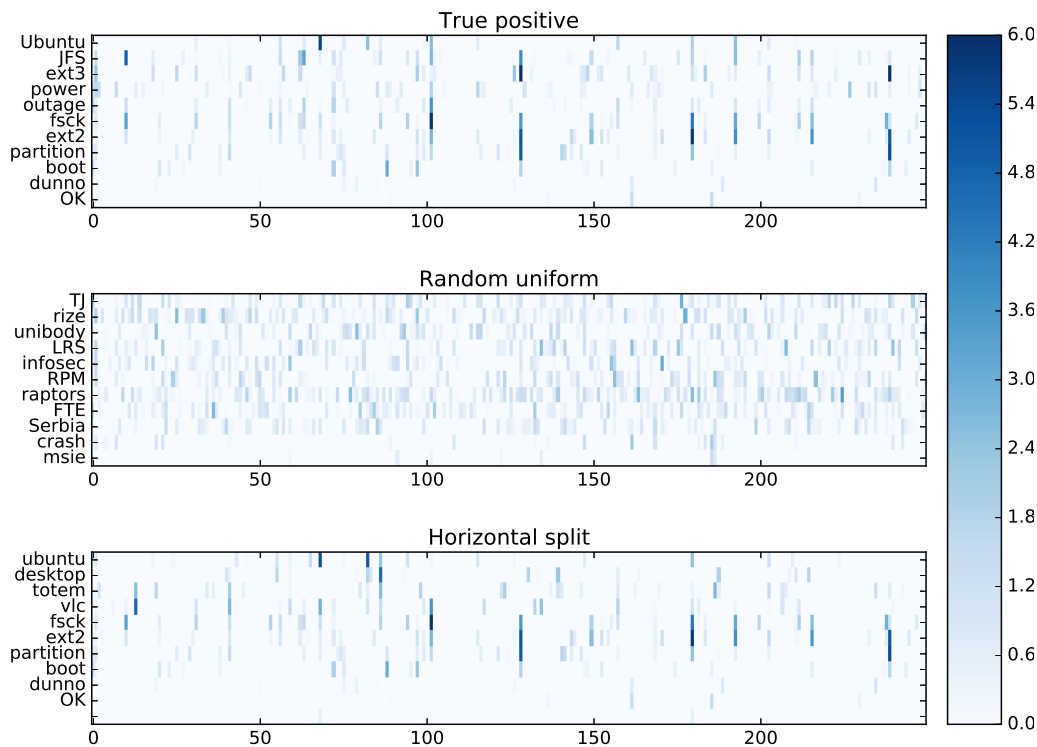 True positive
Ubuntu
JFS
ext3
power
outage
fsck
ext2
partition
boot
dunno
OK
0 50 100 150 200
Random uniform
TJ
rize
unibody
LRS
infosec
RPM
raptors
FTE
Serbia
crash
msie
0 50 100 150 200
Horizontal split
ubuntu
desktop
totem
vlc
fsck
ext2
partition
boot
dunno
OK
0 50 100 150 200
6.0
5.4
4.8
4.2
3.6
3.0
2.4
1.8
1.2
0.6
0.0